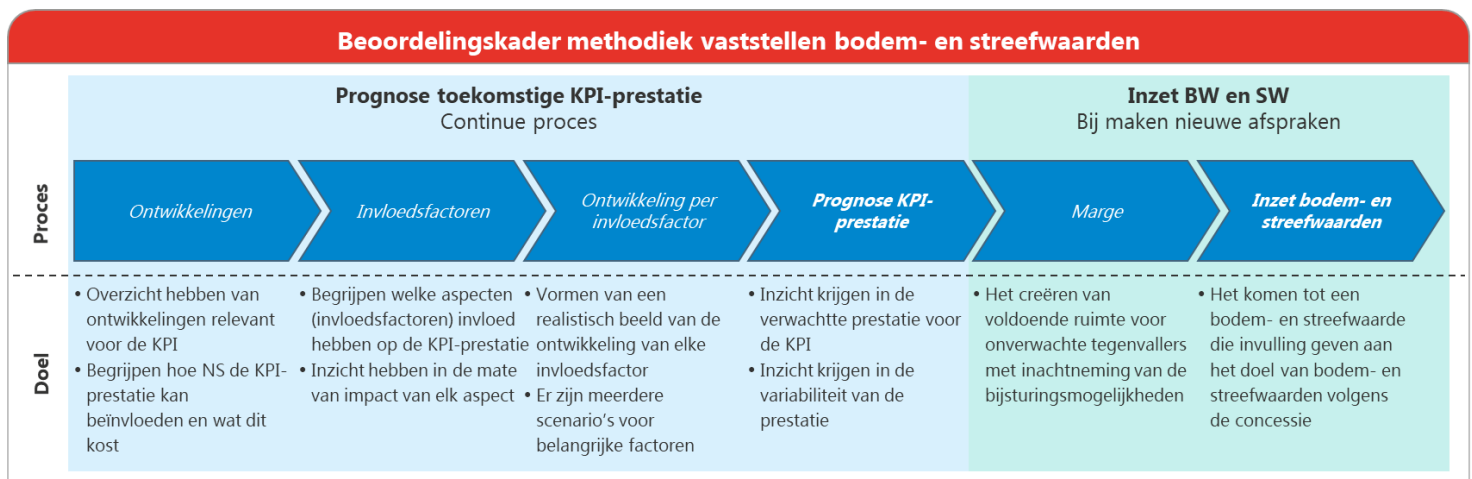 Beoordelingskader methodiek vaststellen bodem- en streefwaarden
Prognose toekomstige KPI-prestatie
Continue proces
Inzet BW en SW
Bij maken nieuwe afspraken
Proces
Ontwikkelingen
Invloedsfactoren
Ontwikkeling per
invloedsfactor
Prognose KPI-
prestatie
Marge
Inzet bodem- en
streefwaarden
Doel
• Overzicht hebben van
ontwikkelingen relevant
voor de KPI
• Begrijpen hoe NS de KPI-
prestatie kan
beïnvloeden en wat dit
kost
• Begrijpen welke aspecten
(invloedsfactoren) invloed
hebben op de KPI-prestatie
• Inzicht hebben in de mate
van impact van elk aspect
• Vormen van een
realistisch beeld van de
ontwikkeling van elke
invloedsfactor
• Er zijn meerdere
scenario's voor
belangrijke factoren
• Inzicht krijgen in de
verwachtte prestatie voor
de KPI
• Inzicht krijgen in de
variabiliteit van de
prestatie
• Het creëren van
voldoende ruimte voor
onverwachte tegenvallers
met inachtneming van de
bijsturingsmogelijkheden
• Het komen tot een
bodem- en streefwaarde
die invulling geven aan
het doel van bodem- en
streefwaarden volgens
de concessie